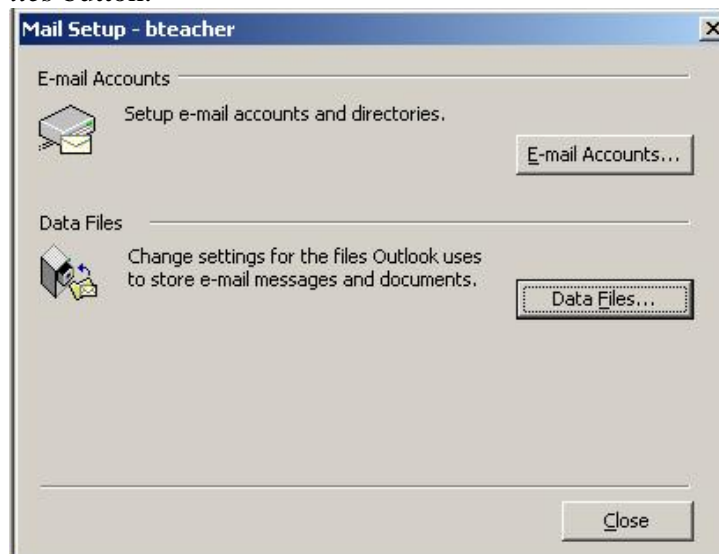 Mail Setup - bteacher
E-mail Accounts
Setup e-mail accounts and directories.
E-mail Accounts...
Data Files
Change settings for the files Outlook uses
to store e-mail messages and documents.
Data Files...
Close